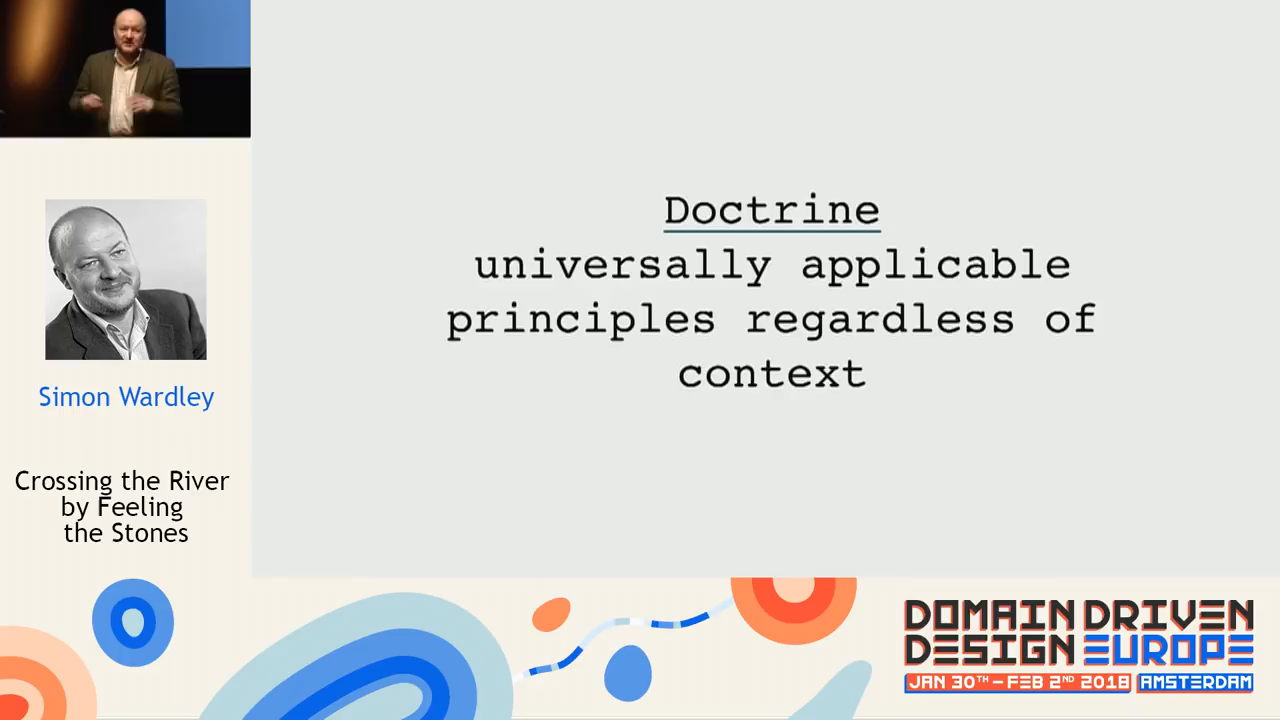 Doctrine
universally applicable
principles regardless of
context
Simon Wardley
Crossing the River
by Feeling
the Stones
DOMAIN DRIVEN
DESIGN EUROPE
JAN 30TH - FEB 2ND 2018 AMSTERDAM